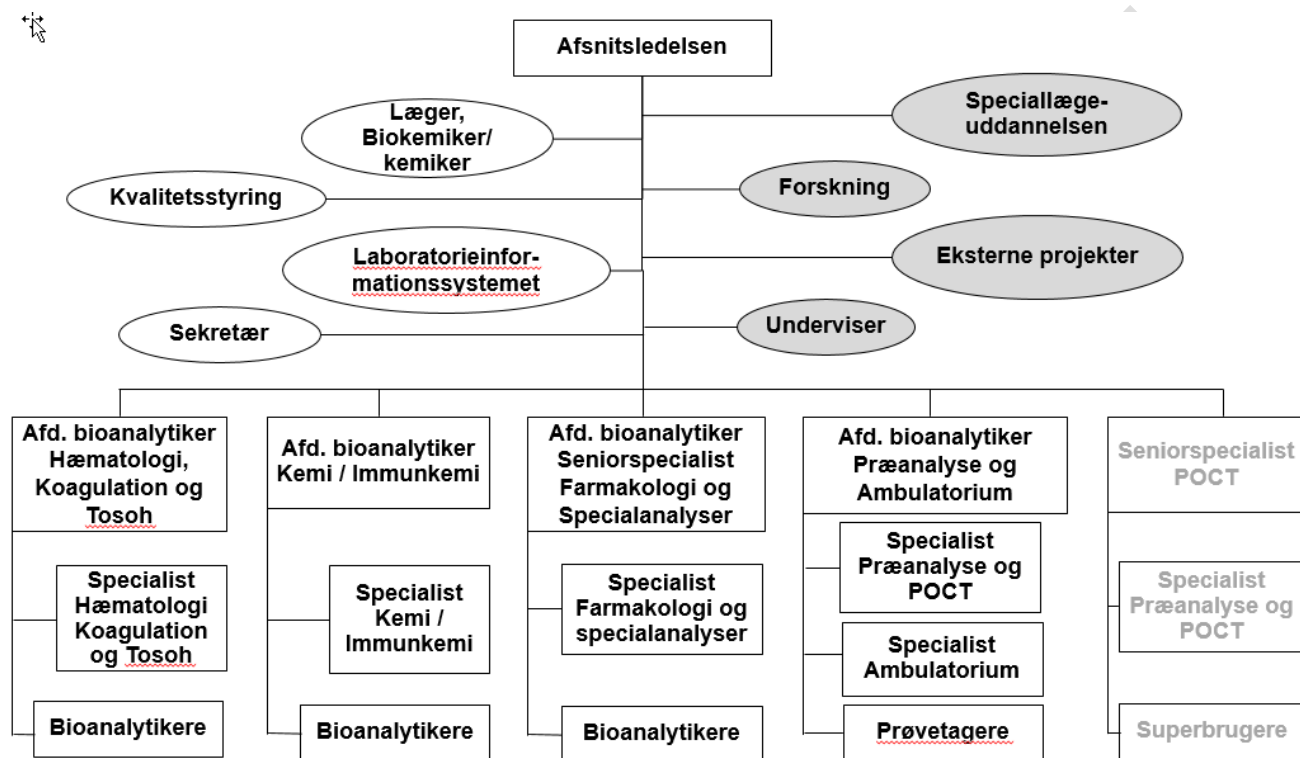 Afsnitsledelsen
Læger,
Biokemiker/
kemiker
Speciallæge-
uddannelsen
Kvalitetsstyring
Forskning
Laboratorieinfor-
mationssystemet
Eksterne projekter
Sekretær
Underviser
Afd. bioanalytiker
Hæmatologi,
Koagulation og
Tosoh
Specialist
Hæmatologi
Koagulation
og Tosoh
Bioanalytikere
Afd. bioanalytiker
Kemi / Immunkemi
Specialist
Kemi /
Immunkemi
Bioanalytikere
Afd. bioanalytiker
Seniorspecialist
Farmakologi og
Specialanalyser
Specialist
Farmakologi og
specialanalyser
Bioanalytikere
Afd. bioanalytiker
Præanalyse og
Ambulatorium
Specialist
Præanalyse og
POCT
Specialist
Ambulatorium
Prøvetagere
Seniorspecialist
POCT
Specialist
Præanalyse og
POCT
Superbrugere